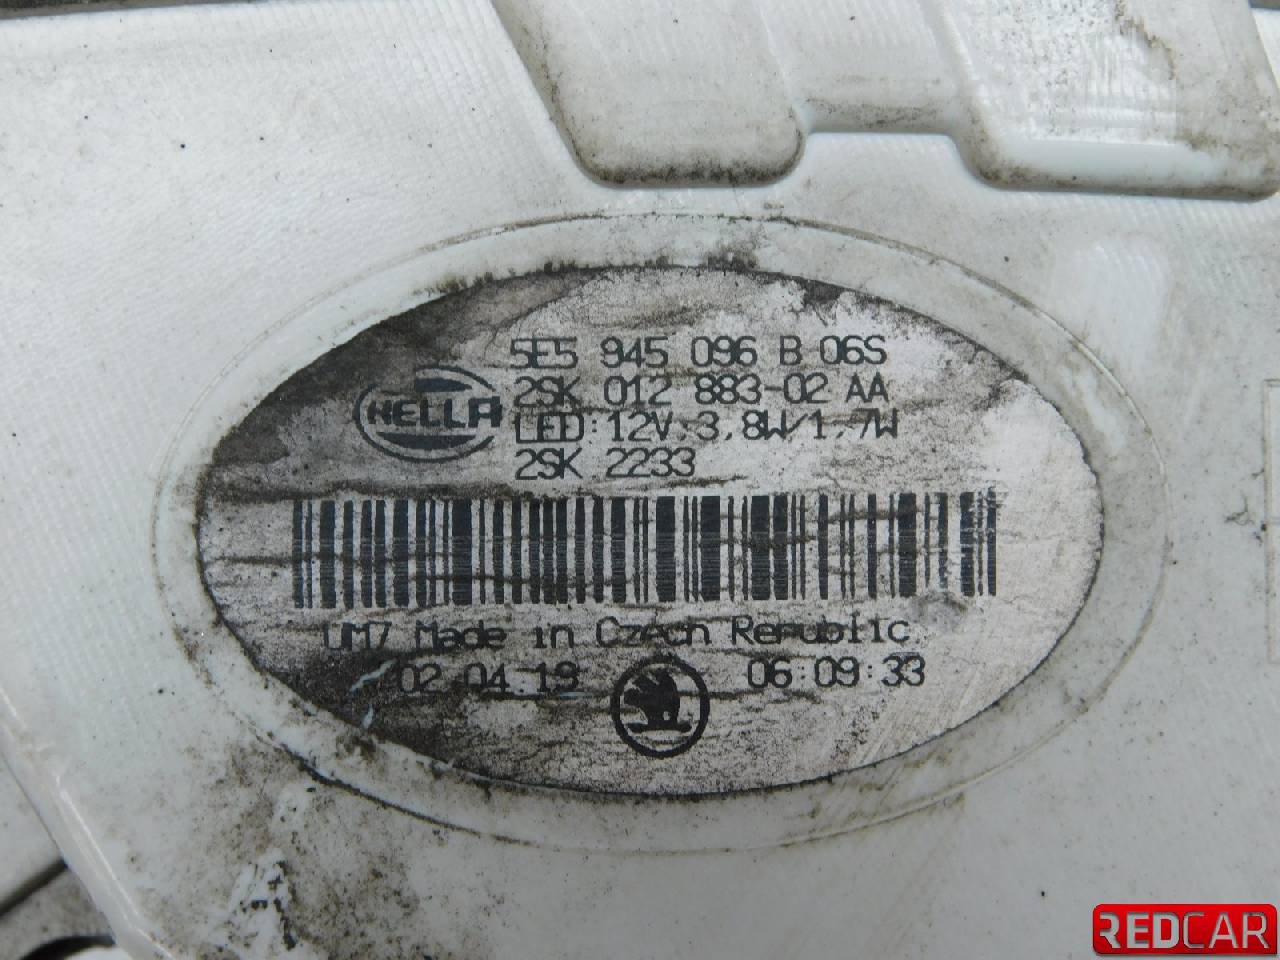 5E5 945 096 B 06S
HELLA
2SK 012 883-02 AA
LED:12V:3,8W/1,7W
2SK 2233
UM7 Made in Czech Republic
02.04.19 06:09:33
REDCAR